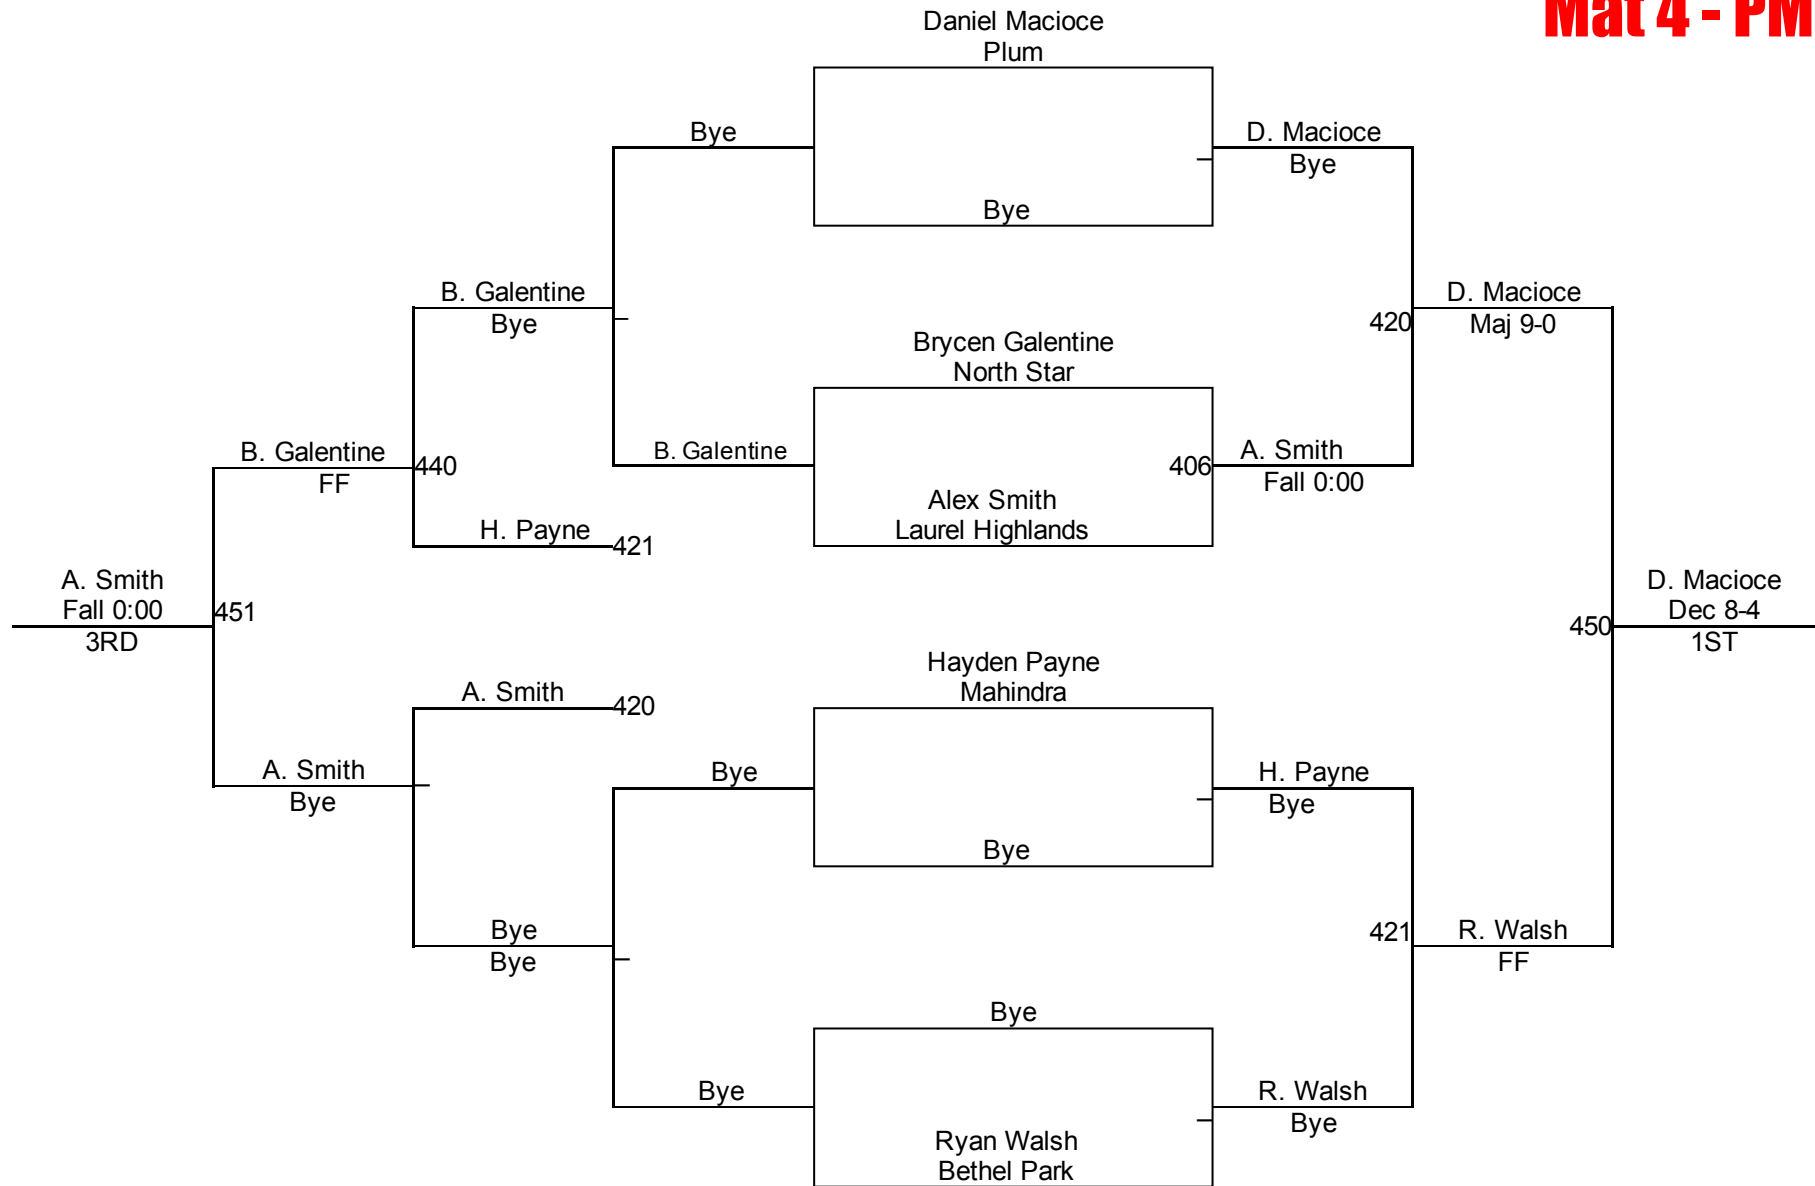 Mat 4 - PM
Daniel Macioce
Plum
Bye
D. Macioce
Bye
Bye
B. Galentine
Bye
D. Macioce
Maj 9-0
420
Brycen Galentine
North Star
B. Galentine
FF
440
B. Galentine
406
A. Smith
Fall 0:00
Alex Smith
Laurel Highlands
H. Payne
421
A. Smith
Fall 0:00
3RD
451
D. Macioce
Dec 8-4
1ST
450
Hayden Payne
Mahindra
A. Smith
420
A. Smith
Bye
Bye
H. Payne
Bye
Bye
Bye
Bye
421
R. Walsh
FF
Bye
Bye
R. Walsh
Bye
Ryan Walsh
Bethel Park